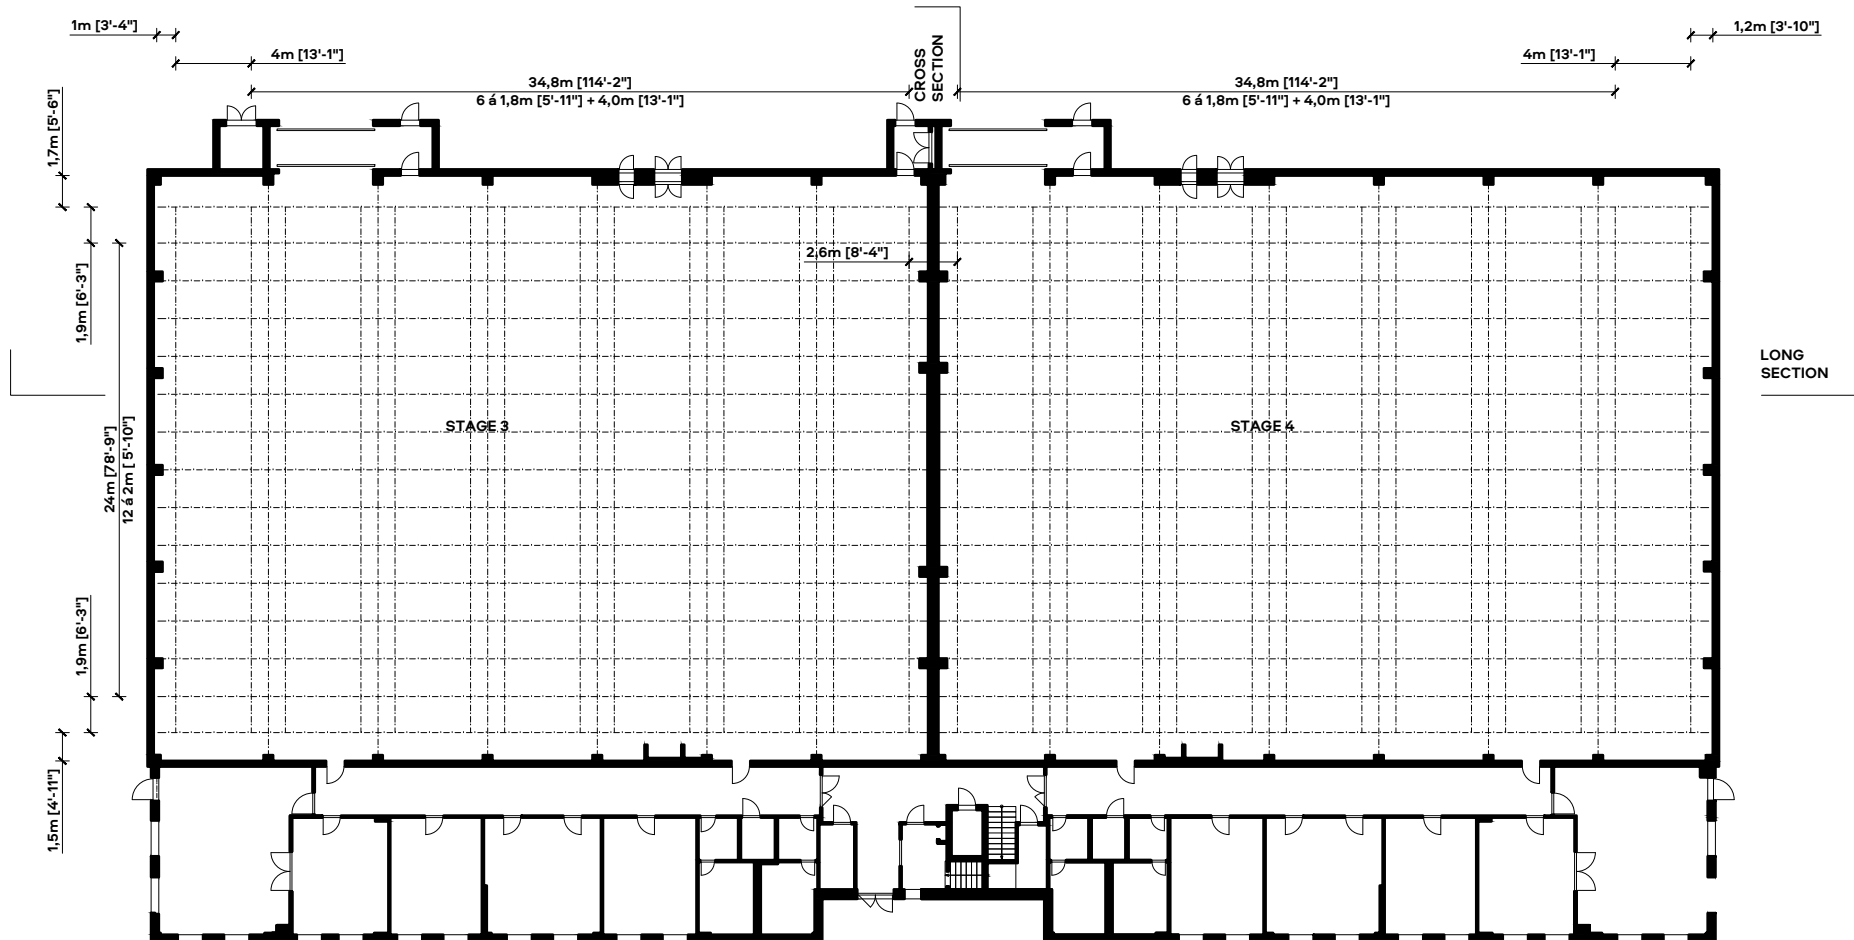 1m [3'-4"]
4m [13'-1"]
34,8m [114'-2"]
6 á 1,8m [5'-11"] + 4,0m [13'-1"]
CROSS
SECTION
34,8m [114'-2"]
6 á 1,8m [5'-11"] + 4,0m [13'-1"]
4m [13'-1"]
1,2m [3'-10"]
1,7m [5'-6"]
1,9m [6'-3"]
2,6m [8'-4"]
LONG
SECTION
STAGE 3
STAGE 4
24m [78'-9"]
12 á 2m [ 5'-10"]
1,9m [6'-3"]
1,5m [4'-11"]